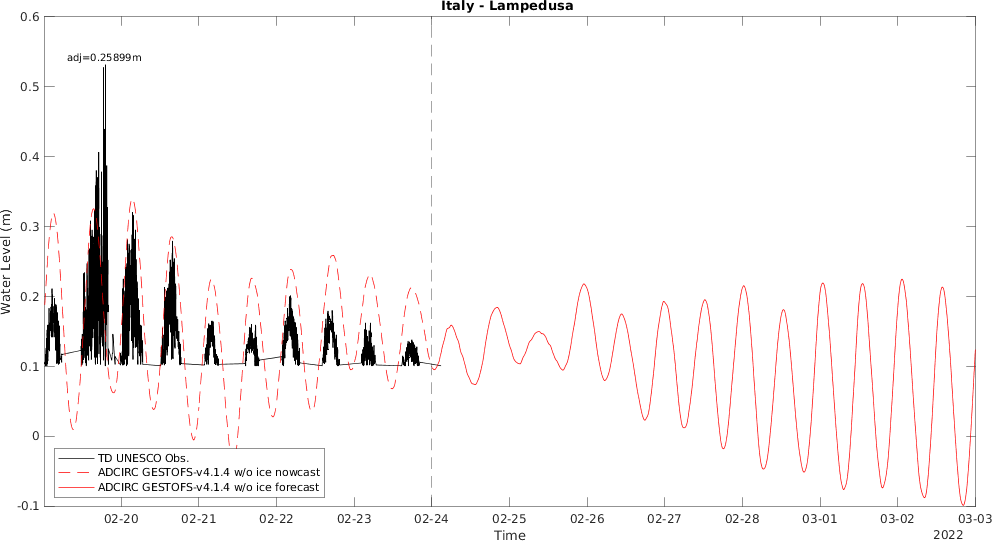 Italy - Lampedusa
adj=0.25899m
0.6
0.5
0.4
0.3
0.2
0.1
0
-0.1
Water Level (m)
TD UNESCO Obs.
ADCIRC GESTOFS-v4.1.4 w/o ice nowcast
ADCIRC GESTOFS-v4.1.4 w/o ice forecast
02-20 02-21 02-22 02-23 02-24 02-25 02-26 02-27 02-28 03-01 03-02 03-03
Time
2022